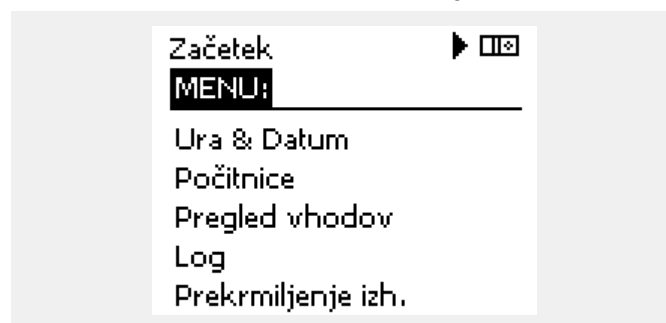 Začetek
MENU:
Ura & Datum
Počitnice
Pregled vhodov
Log
Prekrmiljenje izh.